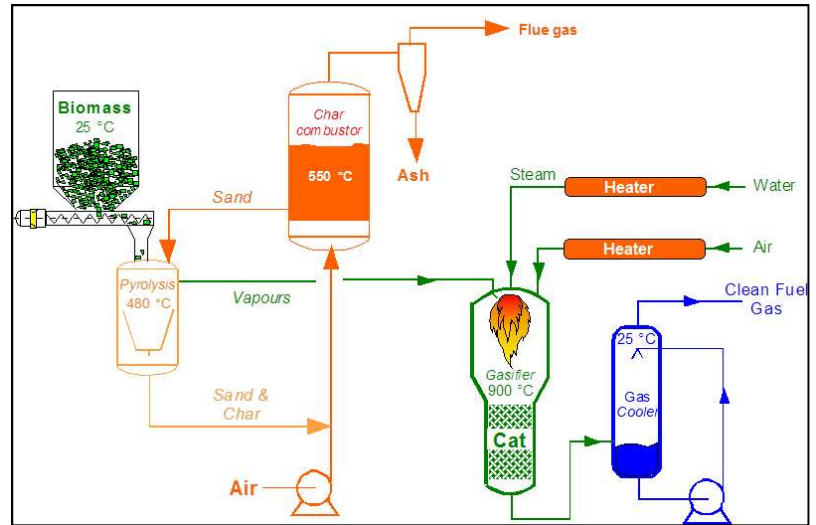 Flue gas
Biomass
25 °C
Char
combustor
550 °C
Ash
Steam
Heater
Water
Sand
Heater
Air
Pyrolysis
480 °C
Vapours
Clean Fuel
Gas
25 °C
Gasifier
900 °C
Gas
Cooler
Sand &
Char
Cat
Air